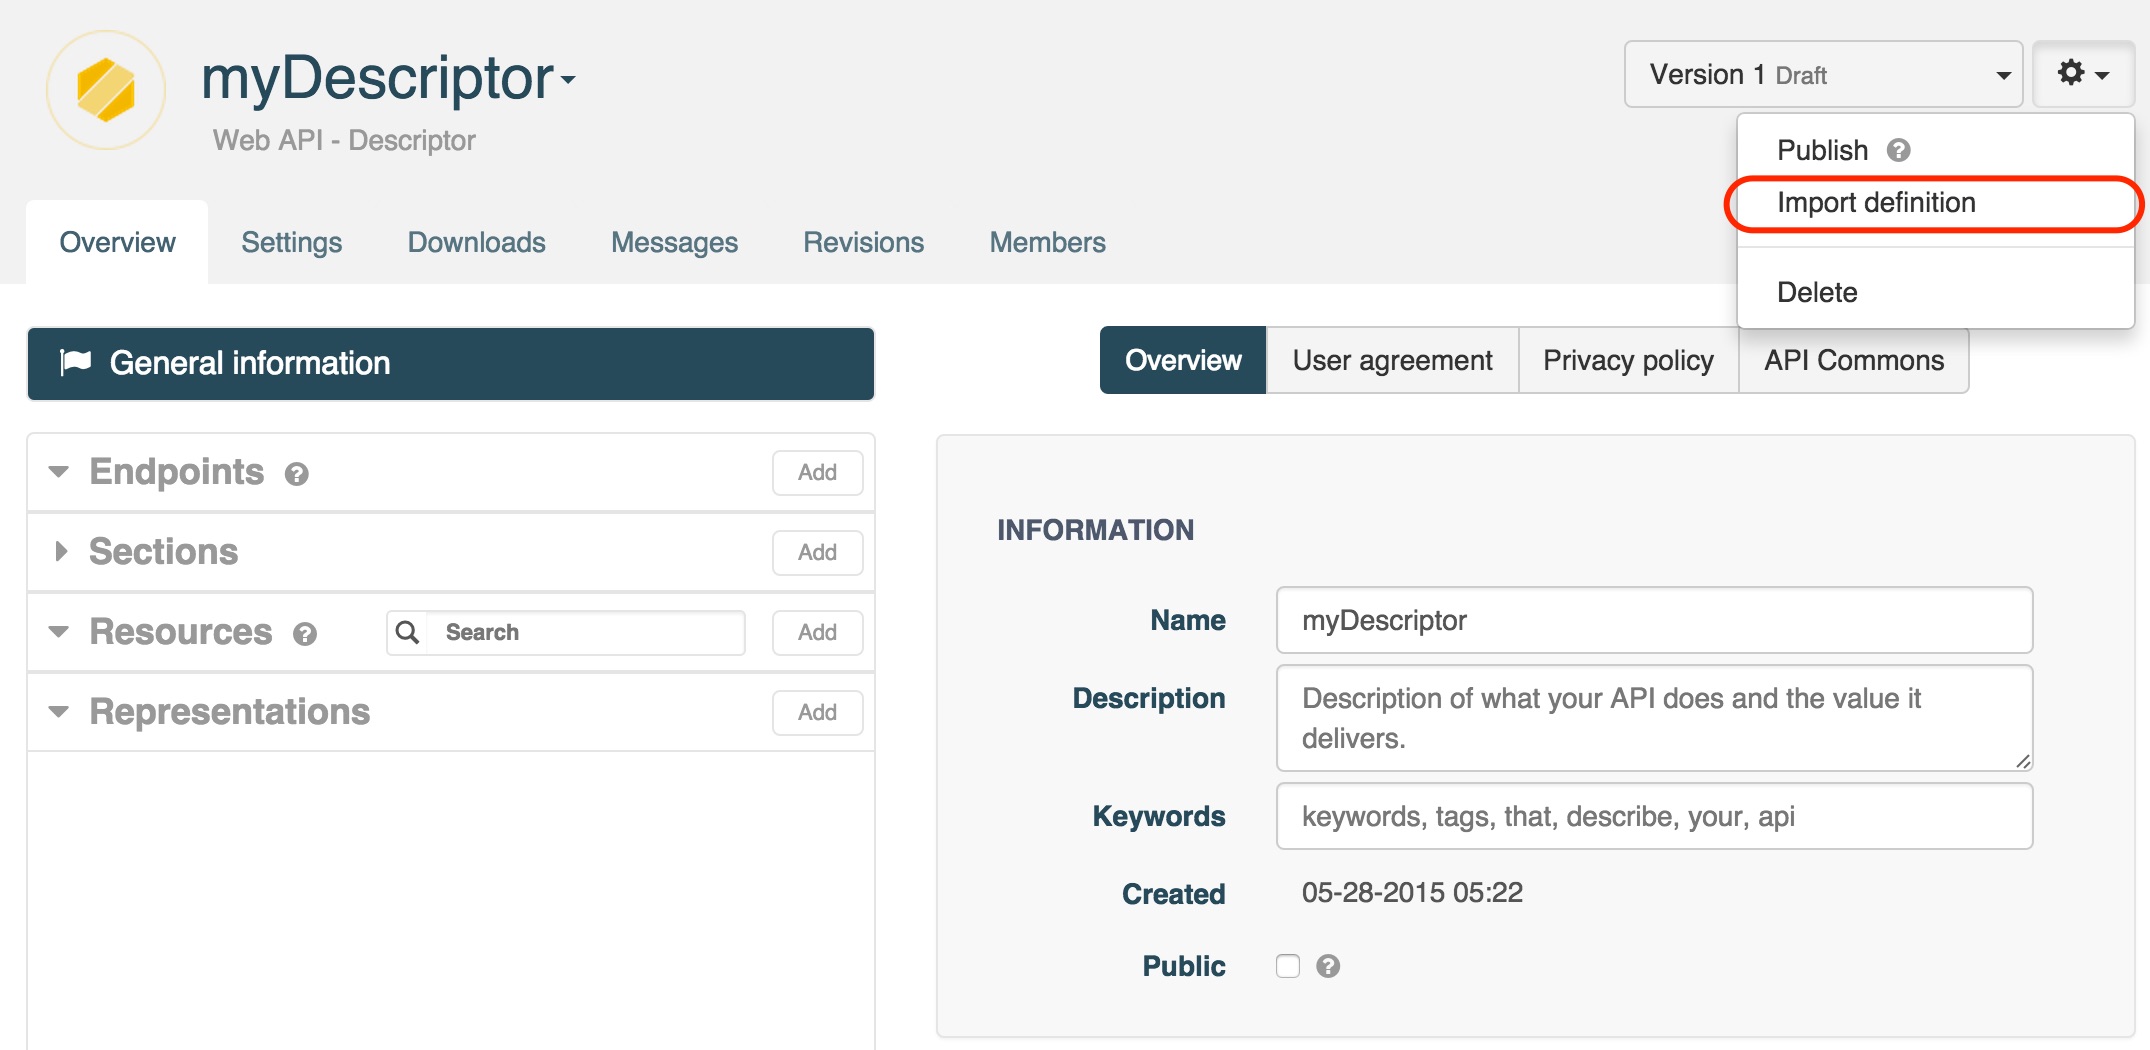 myDescriptor
Web API - Descriptor
Version 1 Draft
Publish
Import definition
Delete
Overview
Settings
Downloads
Messages
Revisions
Members
General information
Endpoints
Add
Sections
Add
Resources
Search
Add
Representations
Add
Overview
User agreement
Privacy policy
API Commons
INFORMATION
Name
myDescriptor
Description
Description of what your API does and the value it
delivers.
Keywords
keywords, tags, that, describe, your, api
Created
05-28-2015 05:22
Public